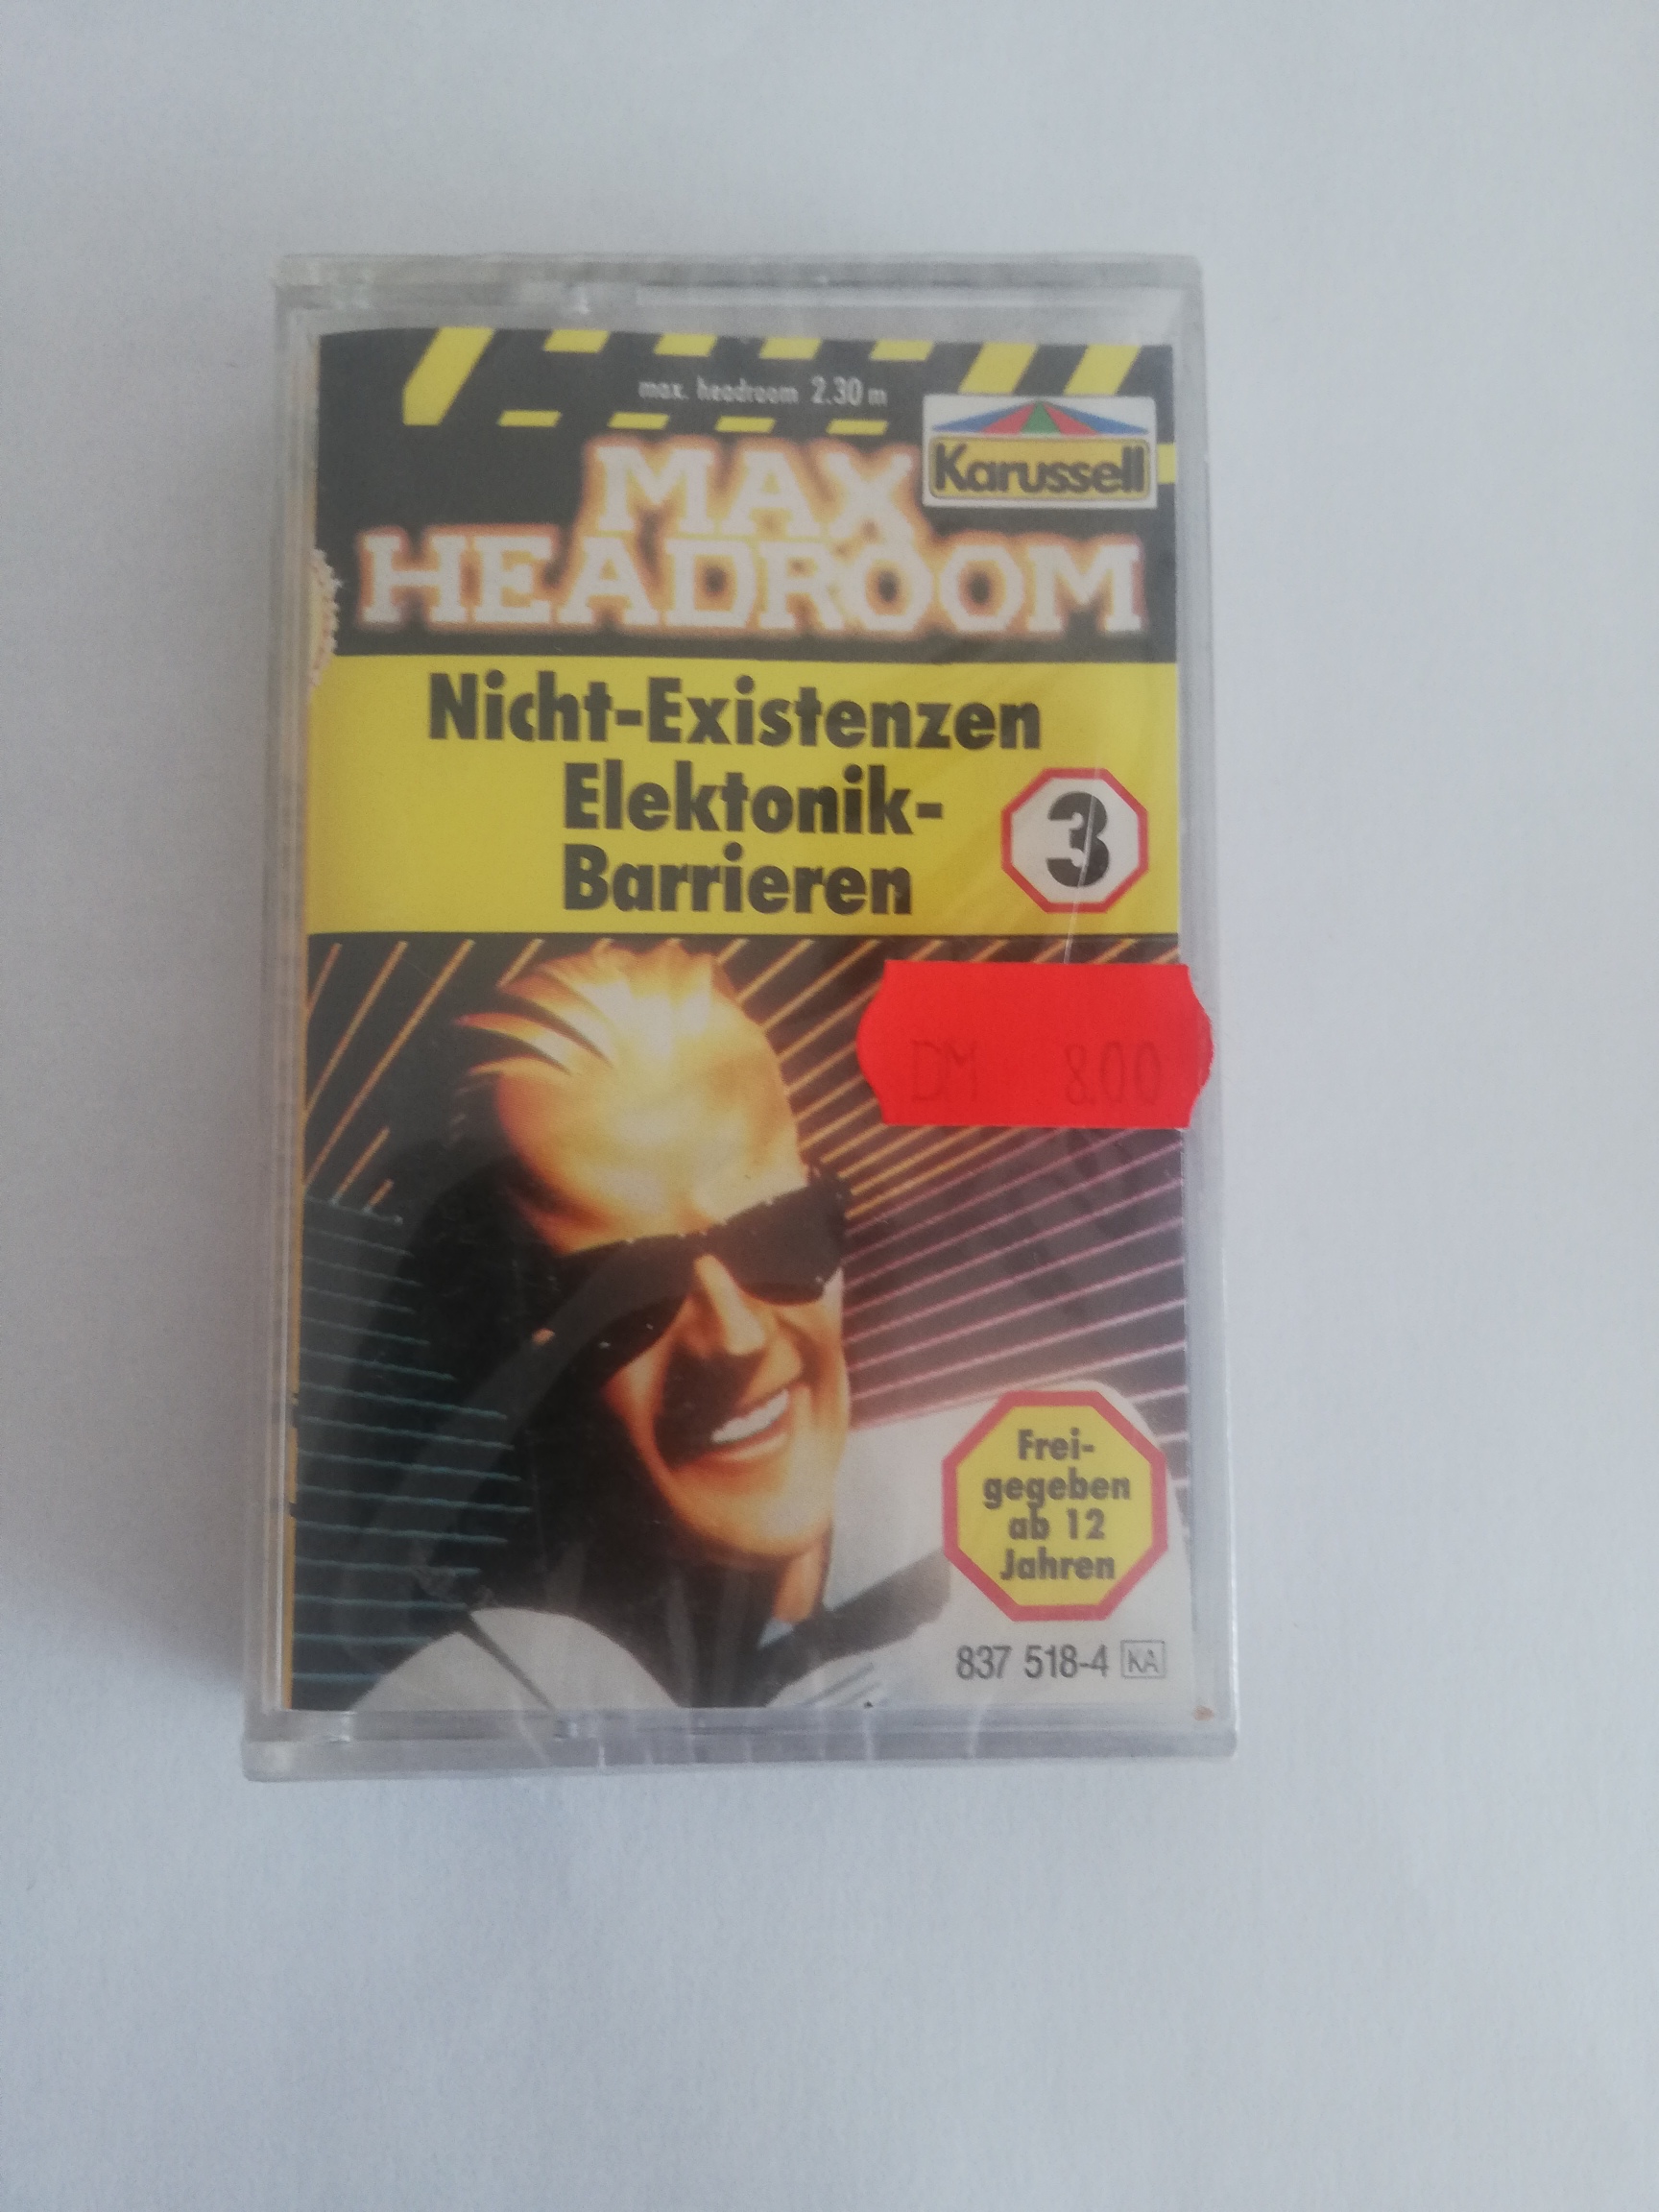 max. headroom 2.30 m
Karussell
MAX
HEADROOM
Nicht-Existenzen
Elektonik-
Barrieren
3
DM 8.00
Frei-
gegeben
ab 12
Jahren
837 518-4 KA